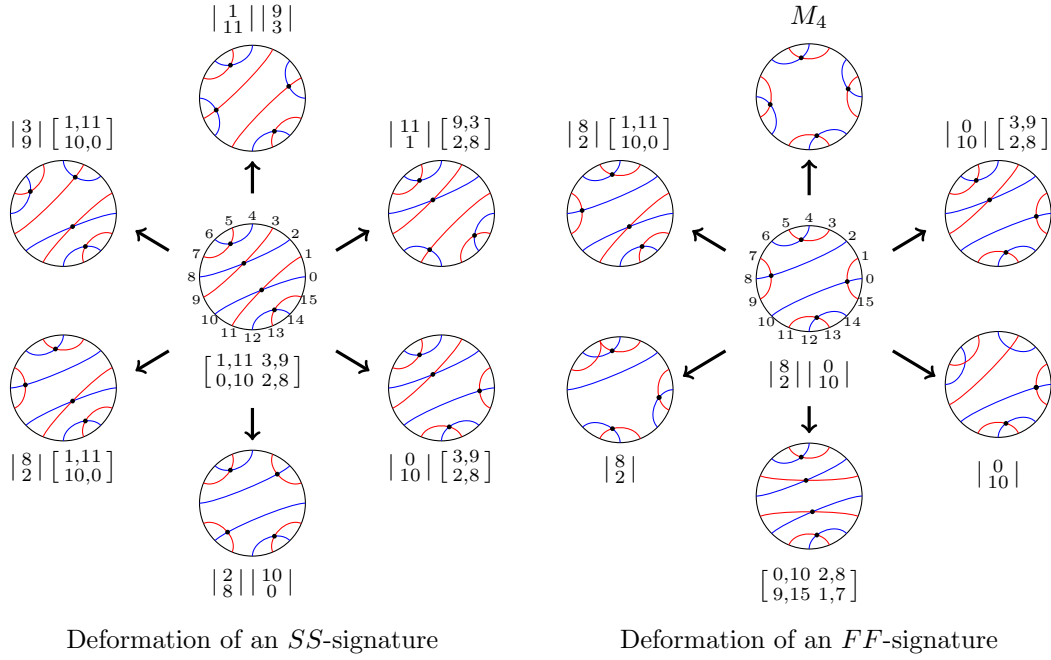 | 1 11 | | 9 3 |
M_4
| 3 9 | [ 1,11 10,0 ]
| 11 1 | [ 9,3 2,8 ]
| 8 2 | [ 1,11 10,0 ]
| 0 10 | [ 3,9 2,8 ]
0 1 2 3 4 5 6 7 8 9 10 11 12 13 14 15
0 1 2 3 4 5 6 7 8 9 10 11 12 13 14 15
[ 1,11 3,9
0,10 2,8 ]
| 8 2 | | 0 10 |
| 8 2 | [ 1,11 10,0 ]
| 0 10 | [ 3,9 2,8 ]
| 8 2 |
| 0 10 |
| 2 8 | | 10 0 |
[ 0,10 2,8
9,15 1,7 ]
Deformation of an SS-signature
Deformation of an FF-signature